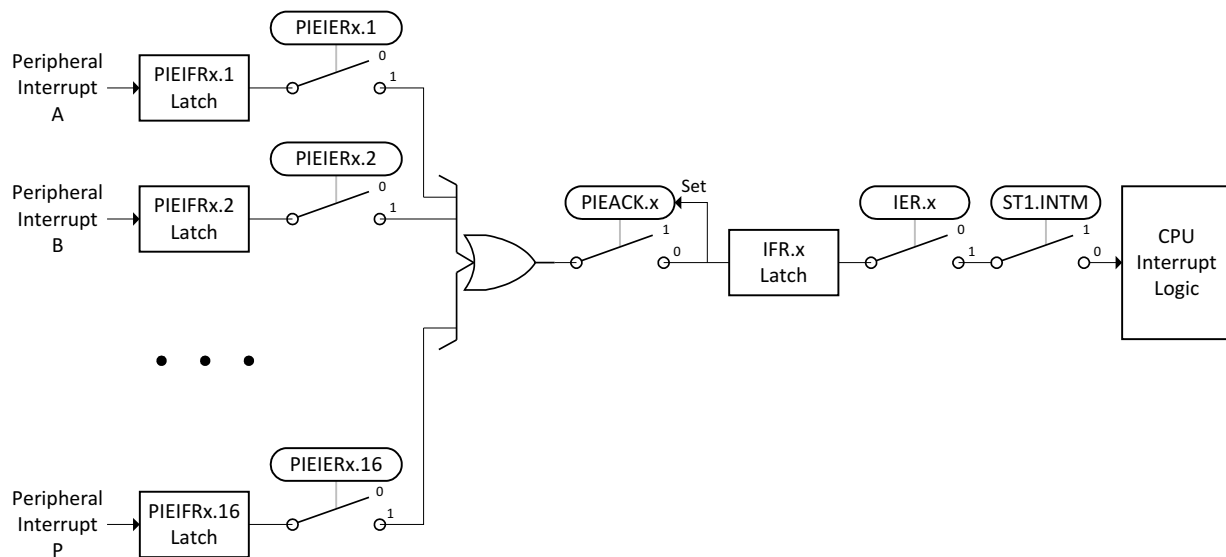 PIEIERx.1
Peripheral
Interrupt
A
PIEIFRx.1
Latch
0
1
PIEIERx.2
Peripheral
Interrupt
B
PIEIFRx.2
Latch
0
1
PIEACK.x
Set
1
0
IFR.x
Latch
IER.x
0
1
ST1.INTM
1
0
CPU
Interrupt
Logic
PIEIERx.16
Peripheral
Interrupt
P
PIEIFRx.16
Latch
0
1